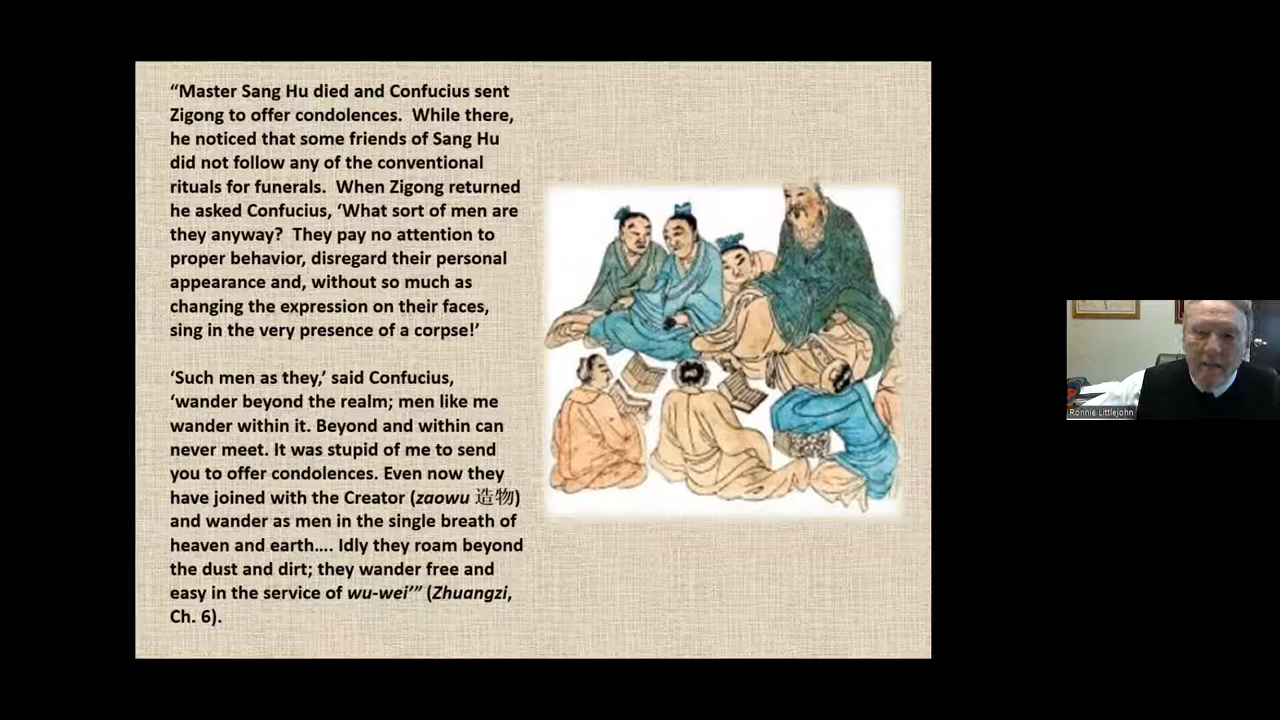 “Master Sang Hu died and Confucius sent
Zigong to offer condolences.  While there,
he noticed that some friends of Sang Hu
did not follow any of the conventional
rituals for funerals.  When Zigong returned
he asked Confucius, ‘What sort of men are
they anyway?  They pay no attention to
proper behavior, disregard their personal
appearance and, without so much as
changing the expression on their faces,
sing in the very presence of a corpse!’
‘Such men as they,’ said Confucius,
‘wander beyond the realm; men like me
wander within it. Beyond and within can
never meet. It was stupid of me to send
you to offer condolences. Even now they
have joined with the Creator (zaowu 造物)
and wander as men in the single breath of
heaven and earth…. Idly they roam beyond
the dust and dirt; they wander free and
easy in the service of wu-wei’” (Zhuangzi,
Ch. 6).
Ronnie Littlejohn